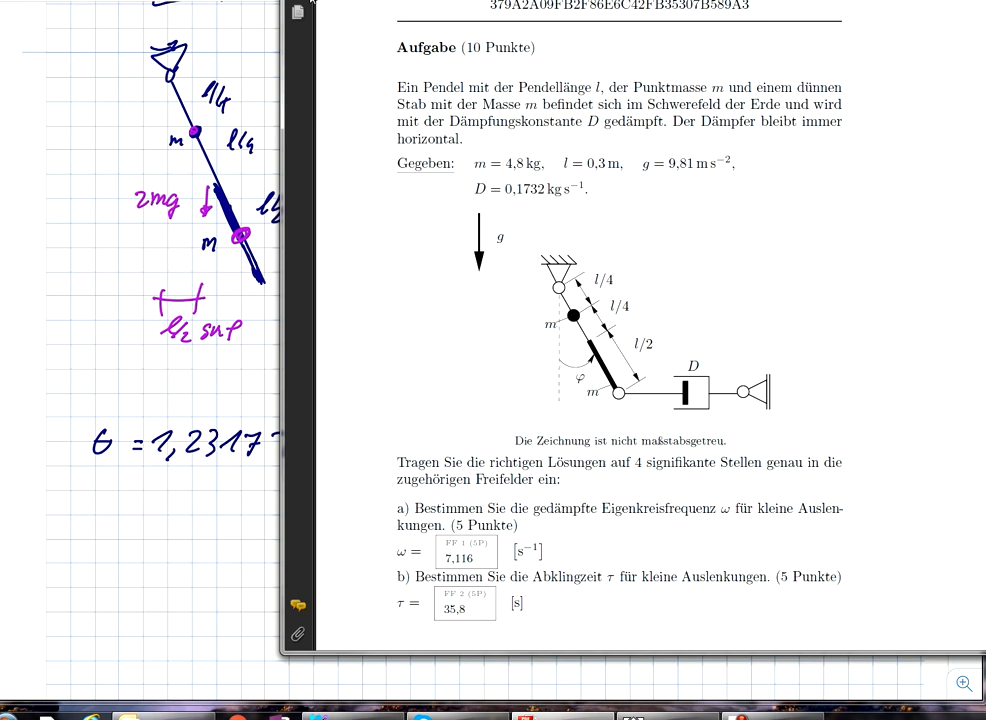 379A2A09FB2F86E6C42FB35307B589A3
Aufgabe (10 Punkte)
Ein Pendel mit der Pendellänge l, der Punktmasse m und einem dünnen
Stab mit der Masse m befindet sich im Schwerefeld der Erde und wird
mit der Dämpfungskonstante D gedämpft. Der Dämpfer bleibt immer
horizontal.
Gegeben: m = 4,8 kg, l = 0,3 m, g = 9,81 m s⁻²,
D = 0,1732 kg s⁻¹.
g
l/4
l/4
m
l/2
D
φ
m
Die Zeichnung ist nicht maßstabsgetreu.
Tragen Sie die richtigen Lösungen auf 4 signifikante Stellen genau in die
zugehörigen Freifelder ein:
a) Bestimmen Sie die gedämpfte Eigenkreisfrequenz ω für kleine Auslen-
kungen. (5 Punkte)
FF 1 (5P)
ω = 7,116 [s⁻¹]
b) Bestimmen Sie die Abklingzeit τ für kleine Auslenkungen. (5 Punkte)
FF 2 (5P)
τ = 35,8 [s]
l/4
m
l/4
2mg
m
l/2 sin φ
= 1,2317